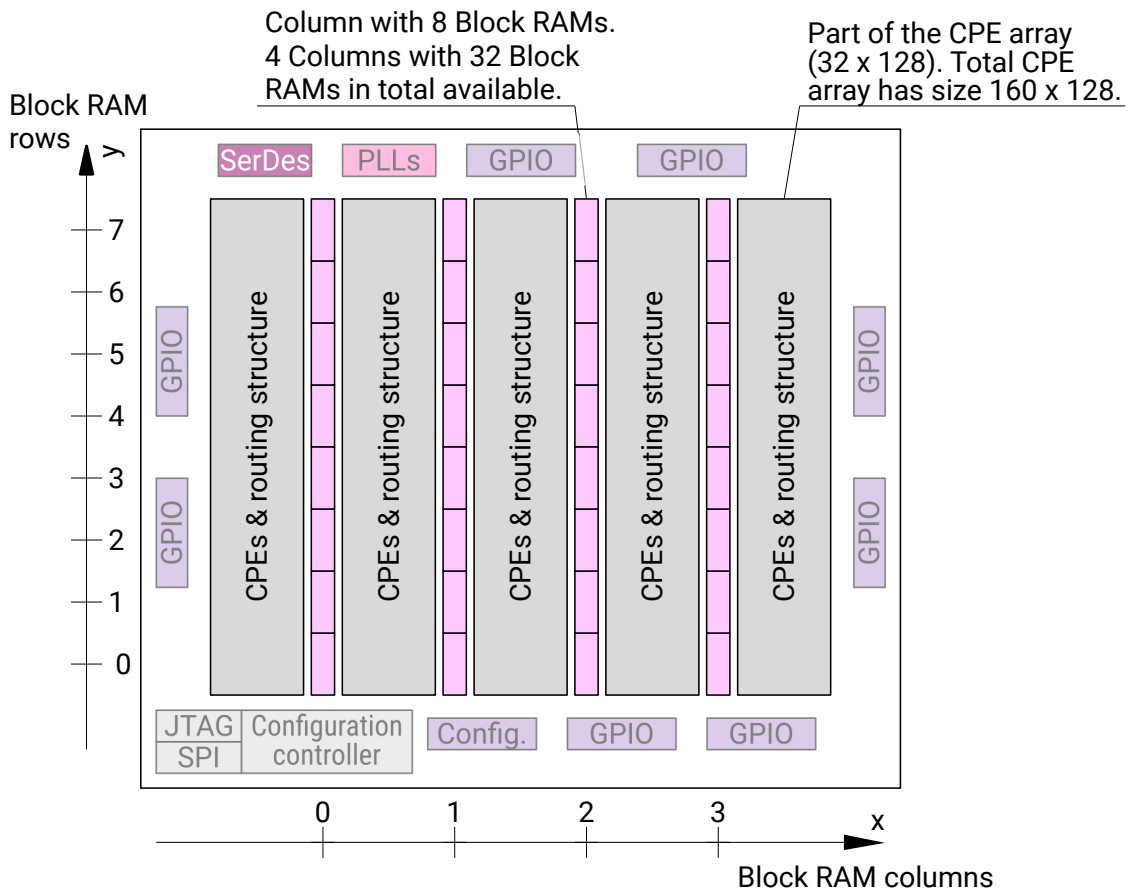 Column with 8 Block RAMs.
4 Columns with 32 Block
RAMs in total available.
Part of the CPE array
(32 x 128). Total CPE
array has size 160 x 128.
Block RAM
rows
y
SerDes
PLLs
GPIO
GPIO
7
6
5
4
3
2
1
0
GPIO
GPIO
CPEs & routing structure
CPEs & routing structure
CPEs & routing structure
CPEs & routing structure
CPEs & routing structure
GPIO
GPIO
JTAG
SPI
Configuration
controller
Config.
GPIO
GPIO
0
1
2
3
x
Block RAM columns